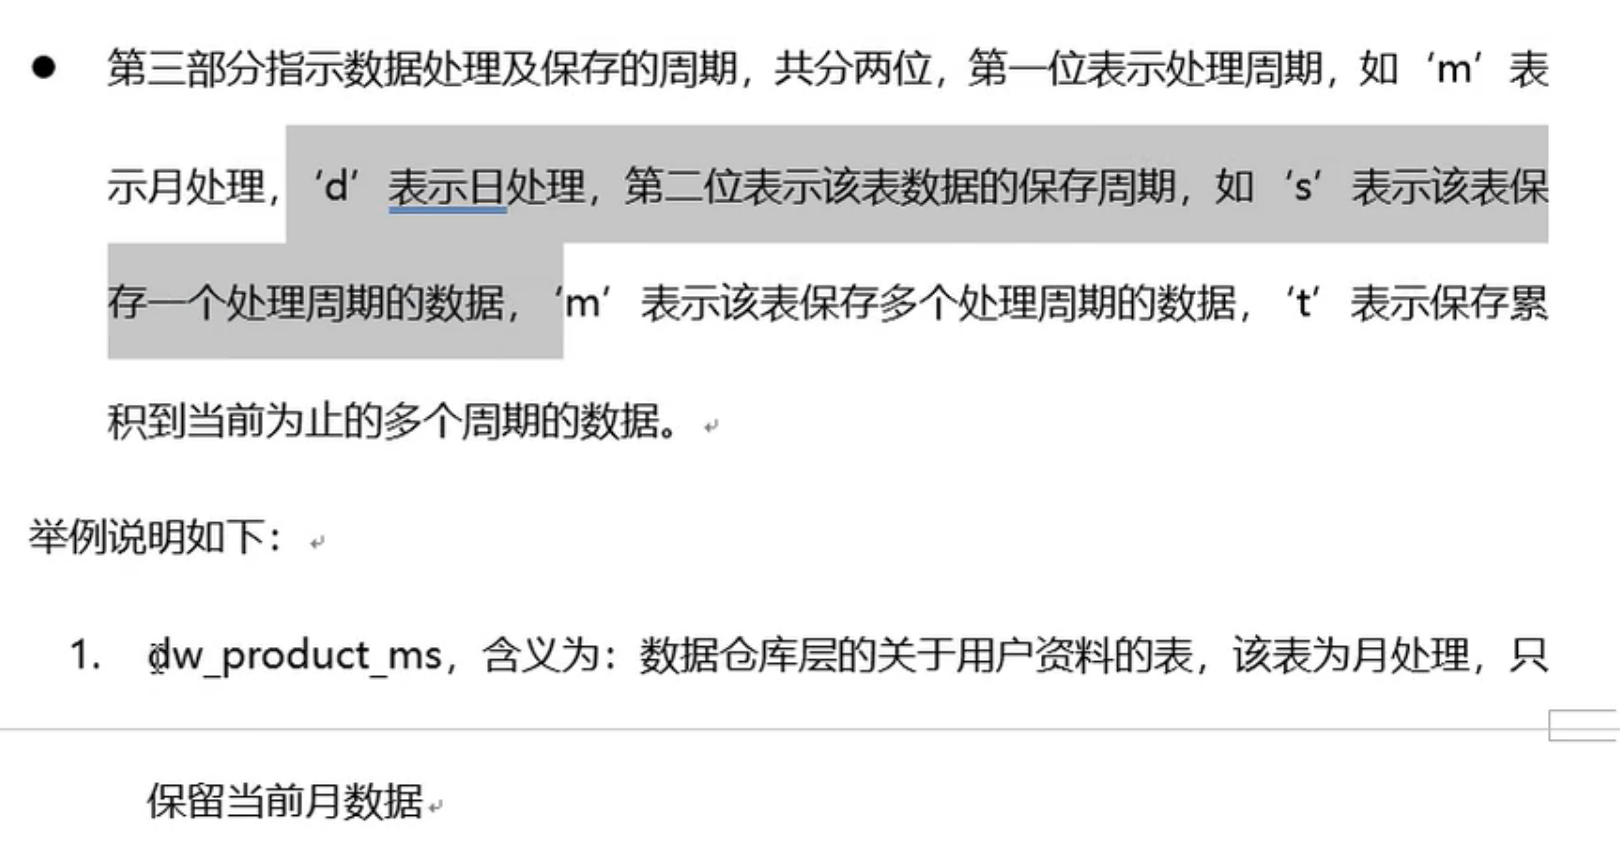 ● 第三部分指示数据处理及保存的周期，共分两位，第一位表示处理周期，如‘m’表
示月处理，‘d’表示日处理，第二位表示该表数据的保存周期，如‘s’表示该表保
存一个处理周期的数据，‘m’表示该表保存多个处理周期的数据，‘t’表示保存累
积到当前为止的多个周期的数据。
举例说明如下：
1. dw_product_ms，含义为：数据仓库层的关于用户资料的表，该表为月处理，只
保留当前月数据